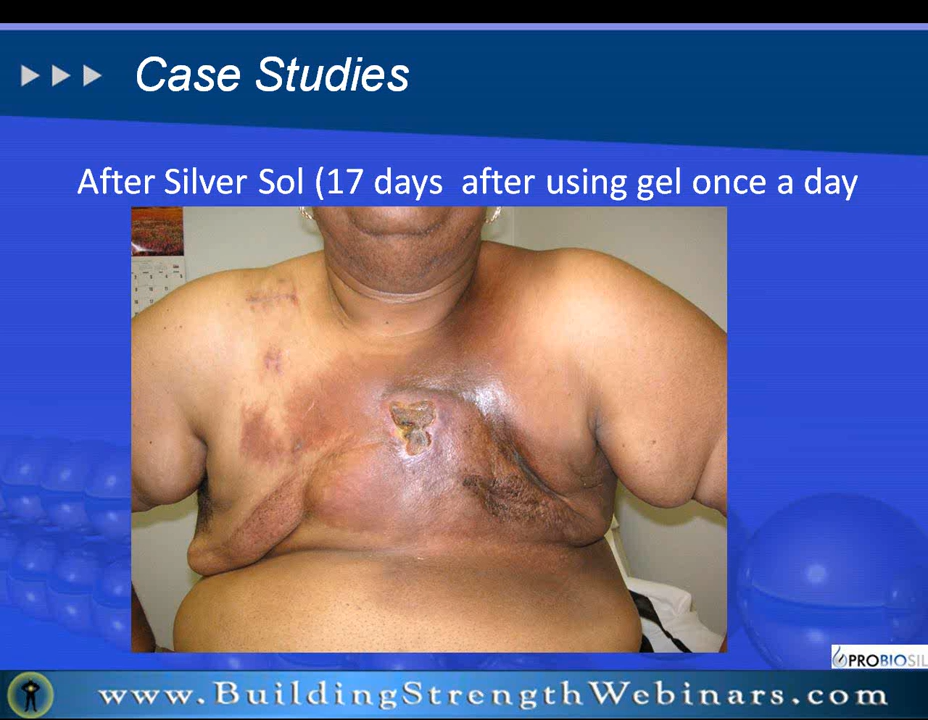 Case Studies
After Silver Sol (17 days  after using gel once a day
PROBIOSIL
www.BuildingStrengthWebinars.com